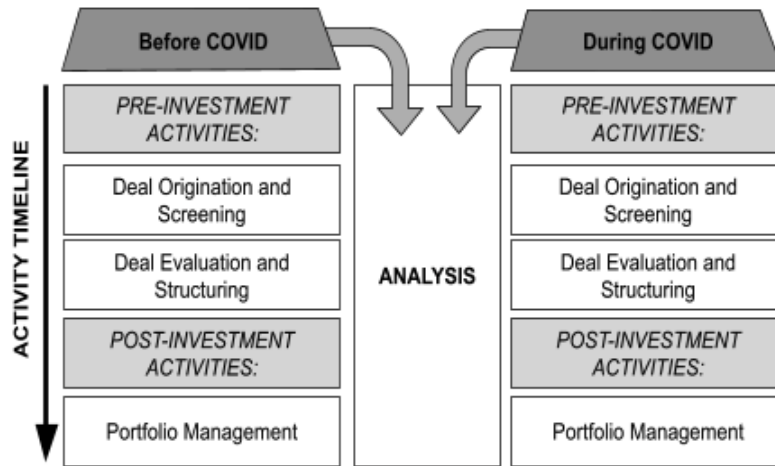 Before COVID
During COVID
ACTIVITY TIMELINE
PRE-INVESTMENT
ACTIVITIES:
Deal Origination and
Screening
Deal Evaluation and
Structuring
POST-INVESTMENT
ACTIVITIES:
Portfolio Management
ANALYSIS
PRE-INVESTMENT
ACTIVITIES:
Deal Origination and
Screening
Deal Evaluation and
Structuring
POST-INVESTMENT
ACTIVITIES:
Portfolio Management